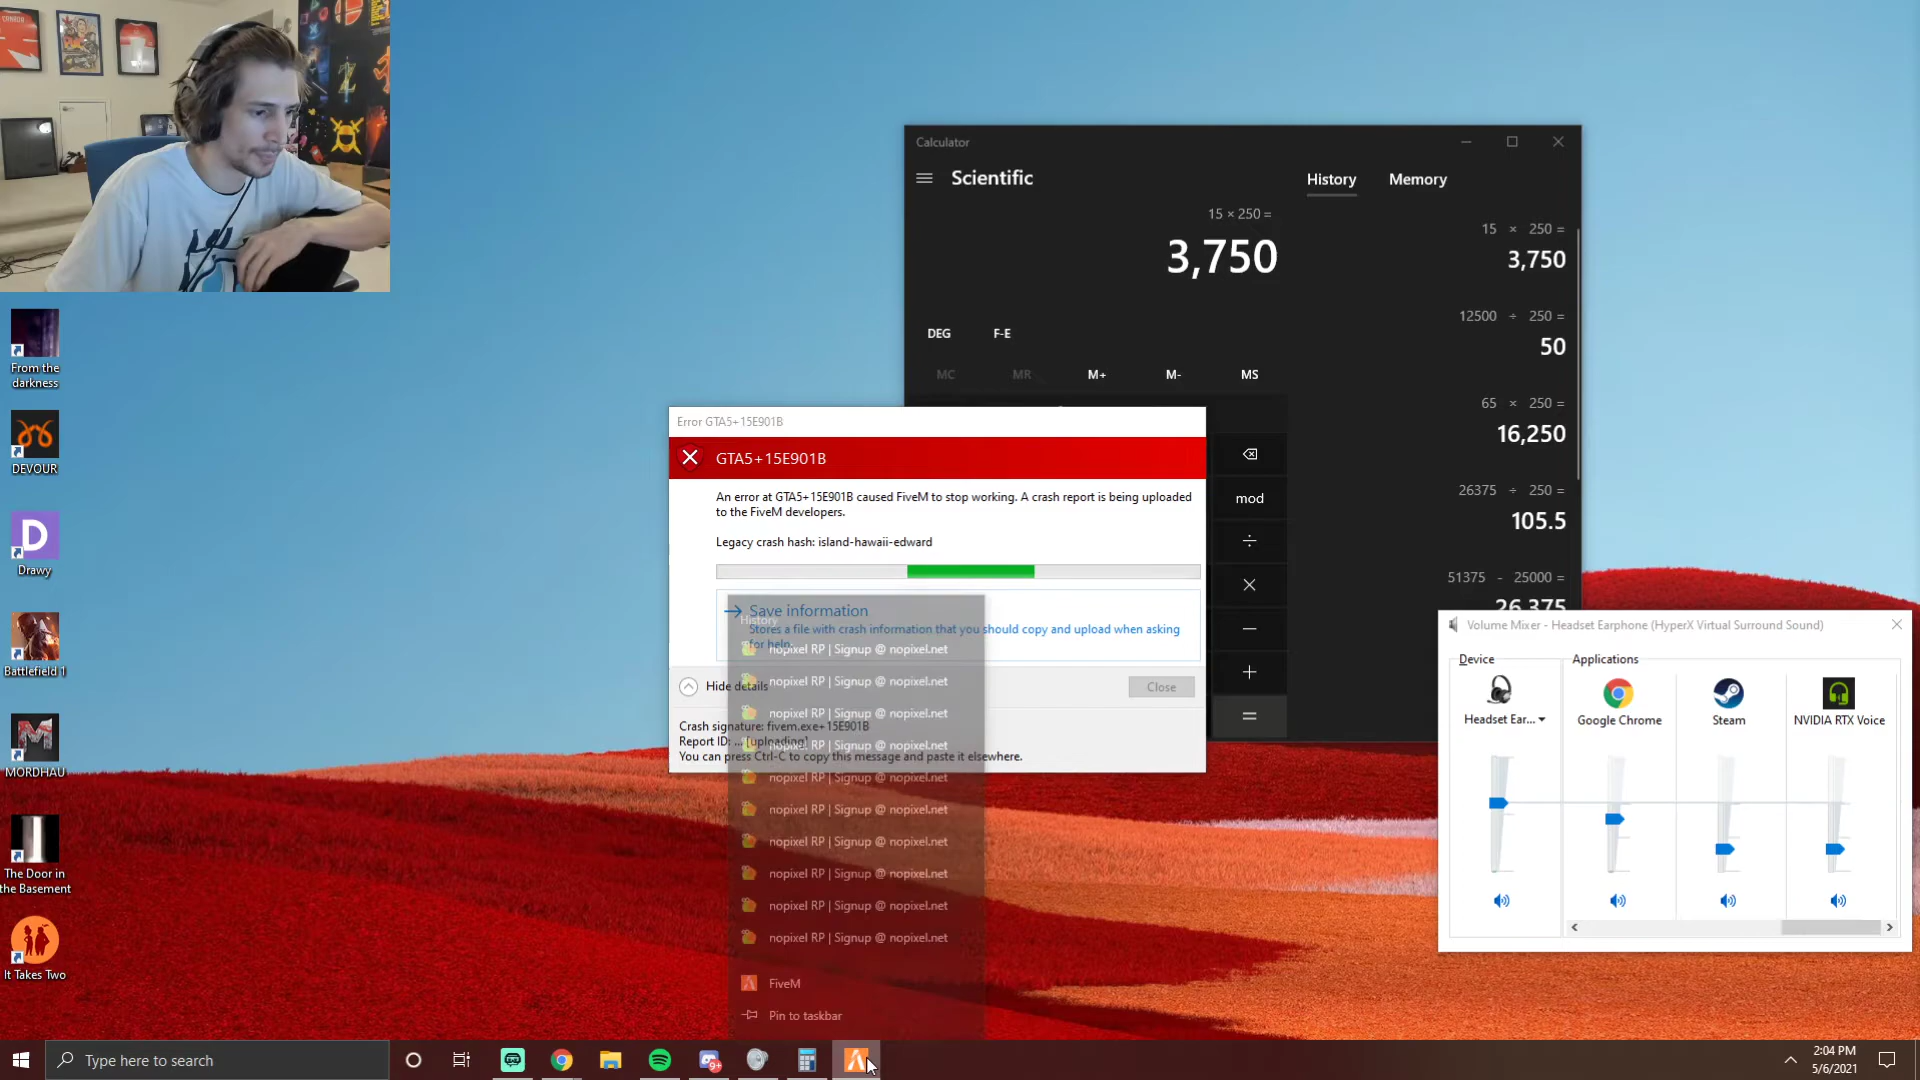 CANADA
From the
darkness
DEVOUR
Drawy
Battlefield 1
MORDHAU
The Door in
the Basement
It Takes Two
Calculator
Scientific
History
Memory
15 × 250 =
3,750
DEG
F-E
MC
MR
M+
M-
MS
mod
÷
×
−
+
=
15 × 250 =
3,750
12500 ÷ 250 =
50
65 × 250 =
16,250
26375 ÷ 250 =
105.5
51375 - 25000 =
26,375
Error GTA5+15E901B
GTA5+15E901B
An error at GTA5+15E901B caused FiveM to stop working. A crash report is being uploaded
to the FiveM developers.
Legacy crash hash: island-hawaii-edward
Save information
Stores a file with crash information that you should copy and upload when asking
for help.
Hide details
Close
Crash signature: fivem.exe+15E901B
Report ID: ... [uploading]
You can press Ctrl-C to copy this message and paste it elsewhere.
History
nopixel RP | Signup @ nopixel.net
nopixel RP | Signup @ nopixel.net
nopixel RP | Signup @ nopixel.net
nopixel RP | Signup @ nopixel.net
nopixel RP | Signup @ nopixel.net
nopixel RP | Signup @ nopixel.net
nopixel RP | Signup @ nopixel.net
nopixel RP | Signup @ nopixel.net
nopixel RP | Signup @ nopixel.net
nopixel RP | Signup @ nopixel.net
FiveM
Pin to taskbar
Volume Mixer - Headset Earphone (HyperX Virtual Surround Sound)
Device
Applications
Headset Ear...
Google Chrome
Steam
NVIDIA RTX Voice
Type here to search
9+
2:04 PM
5/6/2021